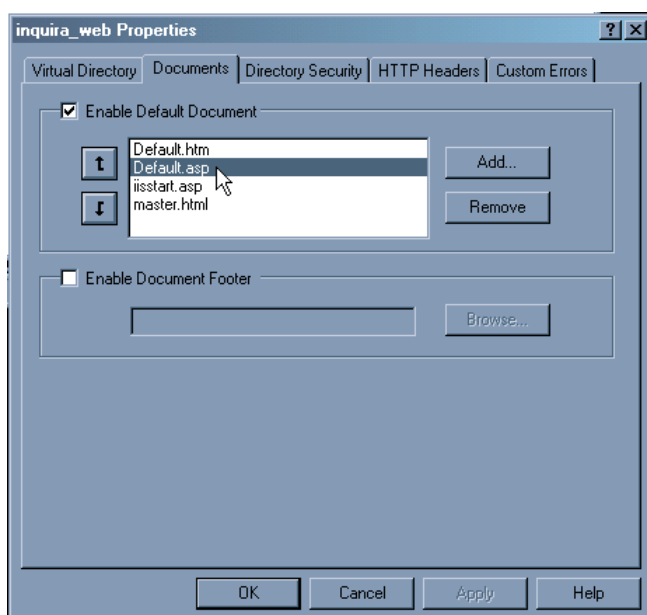 inquira_web Properties
Virtual Directory Documents Directory Security HTTP Headers Custom Errors
Enable Default Document
Default.htm
Default.asp
iisstart.asp
master.html
Add...
Remove
Enable Document Footer
Browse...
OK Cancel Apply Help